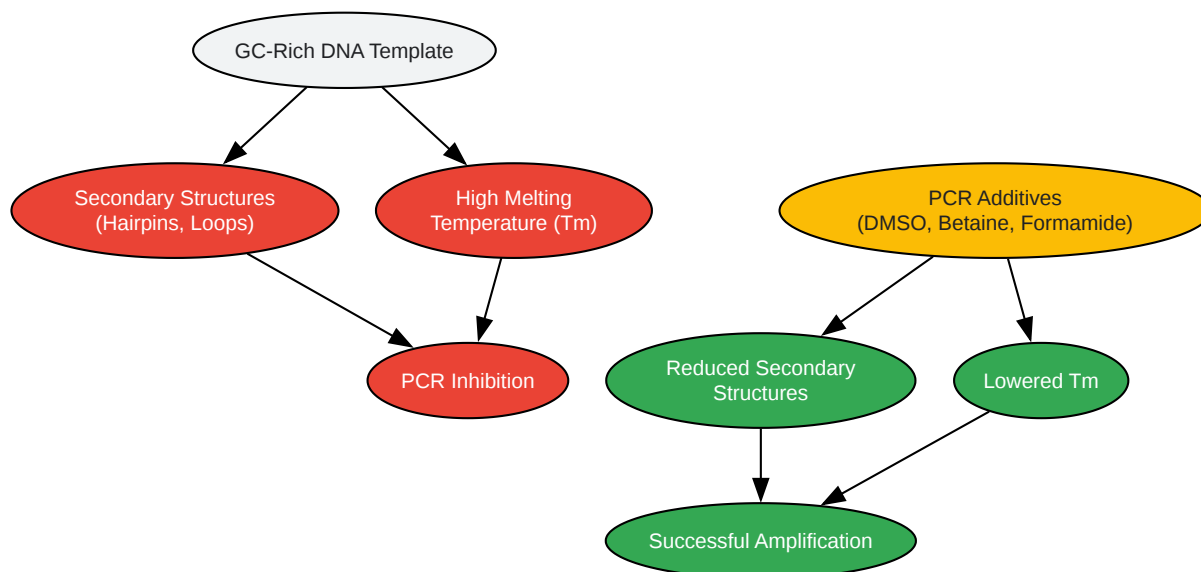 GC-Rich DNA Template
Secondary Structures
(Hairpins, Loops)
High Melting
Temperature (Tm)
PCR Additives
(DMSO, Betaine, Formamide)
PCR Inhibition
Reduced Secondary
Structures
Lowered Tm
Successful Amplification